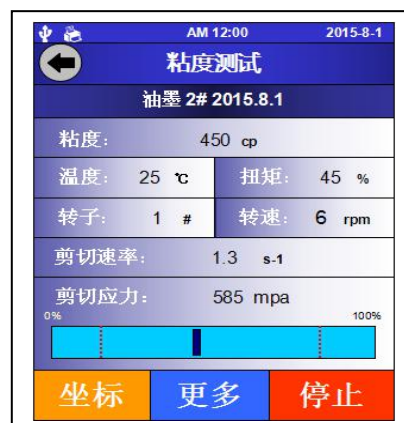 AM 12:00 2015-8-1
粘度测试
油墨 2# 2015.8.1
粘度： 450 cp
温度： 25 ℃ 扭矩： 45 %
转子： 1 # 转速： 6 rpm
剪切速率： 1.3 s-1
剪切应力： 585 mpa
0% 100%
坐标 更多 停止